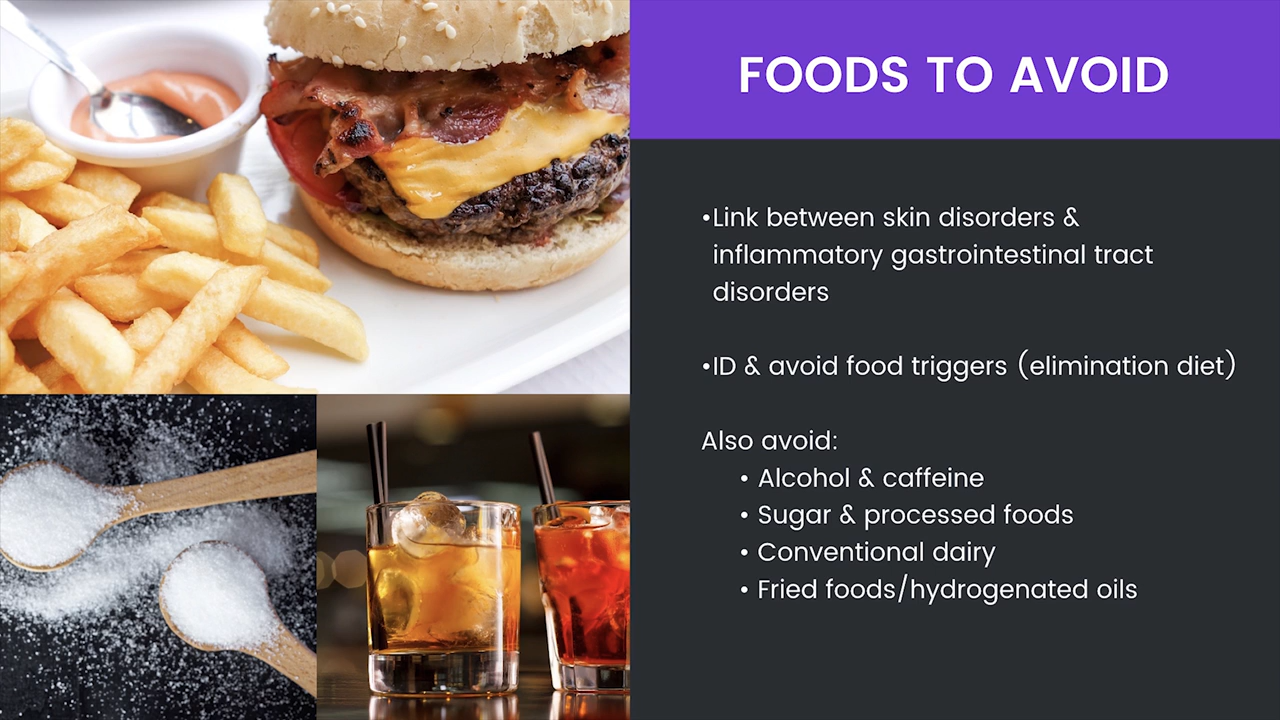 FOODS TO AVOID
•Link between skin disorders &
inflammatory gastrointestinal tract
disorders
•ID & avoid food triggers (elimination diet)
Also avoid:
• Alcohol & caffeine
• Sugar & processed foods
• Conventional dairy
• Fried foods/hydrogenated oils